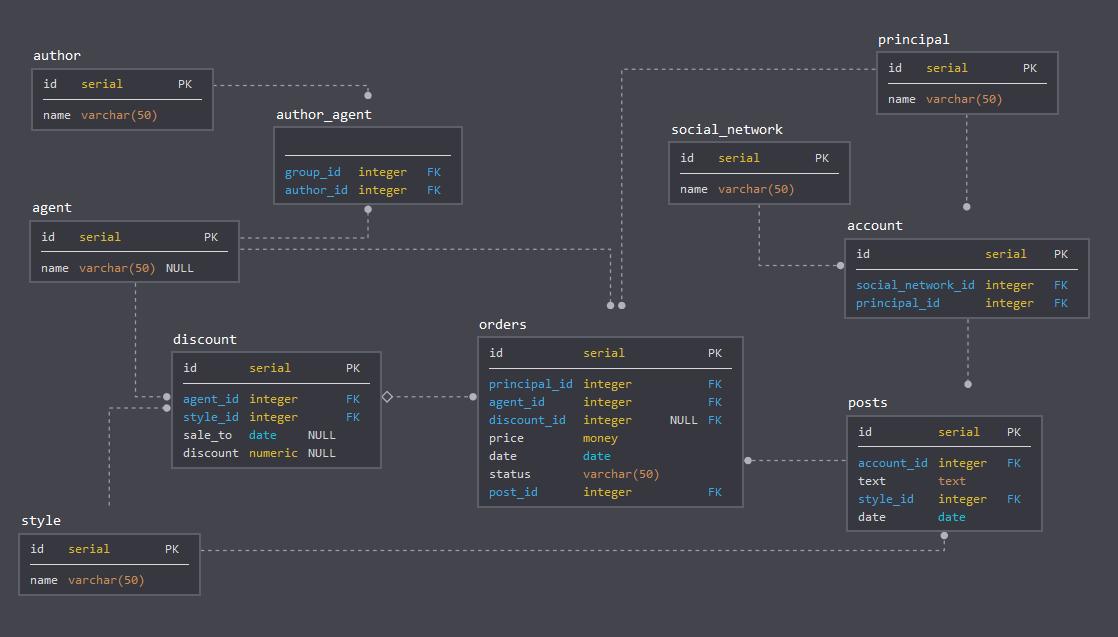 author
id serial PK
name varchar(50)
author_agent
group_id integer FK
author_id integer FK
agent
id serial PK
name varchar(50) NULL
principal
id serial PK
name varchar(50)
social_network
id serial PK
name varchar(50)
account
id serial PK
social_network_id integer FK
principal_id integer FK
discount
id serial PK
agent_id integer FK
style_id integer FK
sale_to date NULL
discount numeric NULL
orders
id serial PK
principal_id integer FK
agent_id integer FK
discount_id integer NULL FK
price money
date date
status varchar(50)
post_id integer FK
posts
id serial PK
account_id integer FK
text text
style_id integer FK
date date
style
id serial PK
name varchar(50)